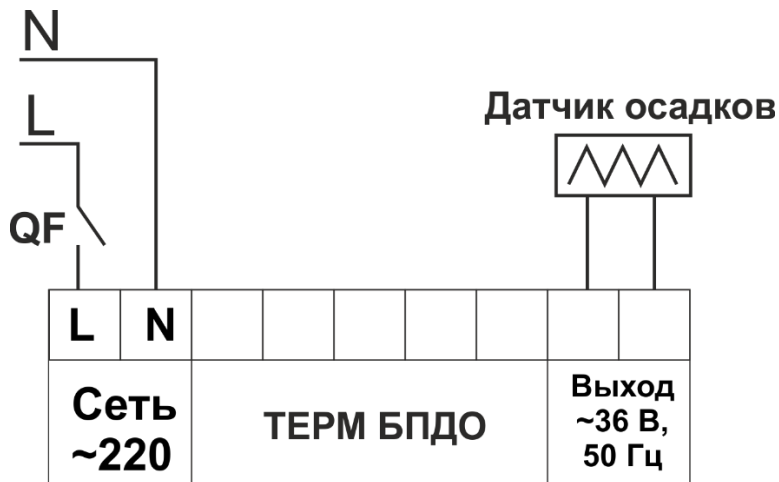 N
L
Датчик осадков
QF
L N
Сеть
~220
ТЕРМ БПДО
Выход
~36 В,
50 Гц